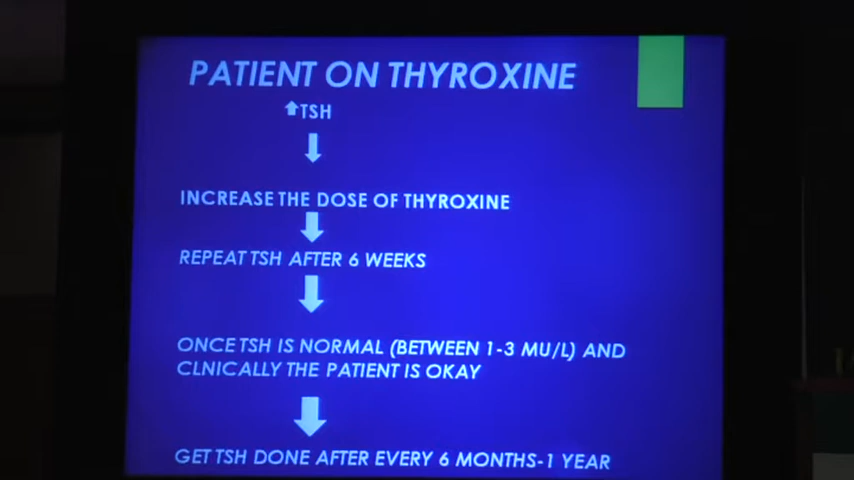 PATIENT ON THYROXINE
⬆TSH
INCREASE THE DOSE OF THYROXINE
REPEAT TSH AFTER 6 WEEKS
ONCE TSH IS NORMAL (BETWEEN 1-3 MU/L) AND
CLNICALLY THE PATIENT IS OKAY
GET TSH DONE AFTER EVERY 6 MONTHS-1 YEAR